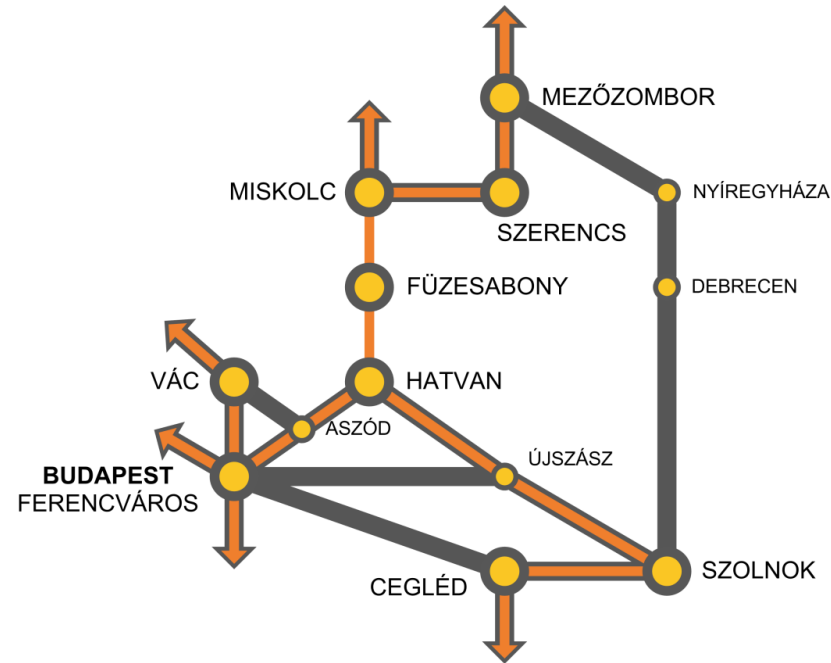 MEZŐZOMBOR
MISKOLC
NYÍREGYHÁZA
SZERENCS
FÜZESABONY
DEBRECEN
VÁC
HATVAN
ASZÓD
ÚJSZÁSZ
BUDAPEST
FERENCVÁROS
CEGLÉD
SZOLNOK